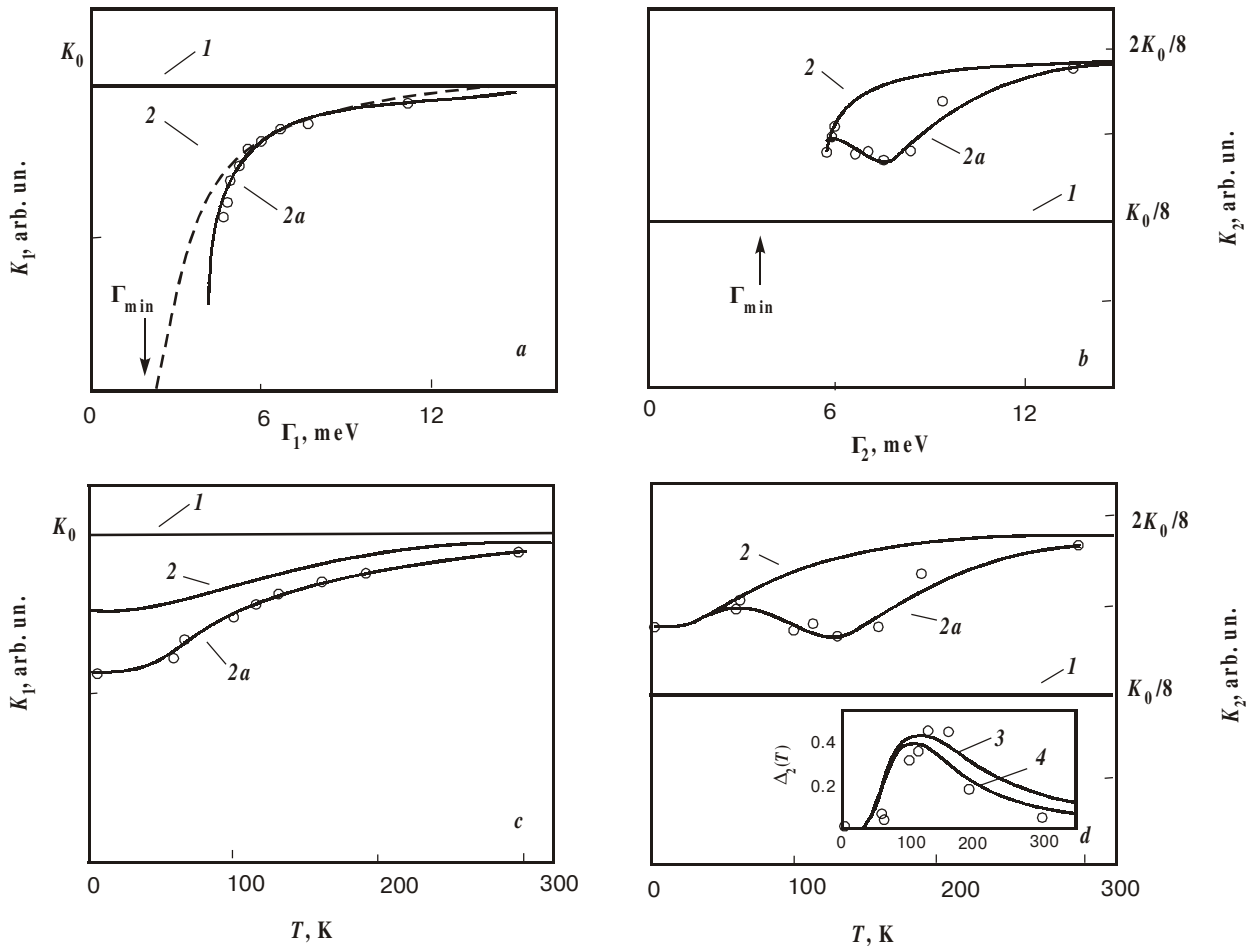 K₀
1
2
2a
K₁, arb. un.
Γmin
a
0
6
12
Γ₁, meV
2K₀/8
2
2a
1
K₀/8
K₂, arb. un.
Γmin
b
0
6
12
Γ₂, meV
K₀
1
2
2a
K₁, arb. un.
c
0
100
200
300
T, K
2K₀/8
2
2a
1
K₀/8
K₂, arb. un.
0.4
0.2
Δ₂(T)
3
4
0
100
200
300
d
0
100
200
300
T, K